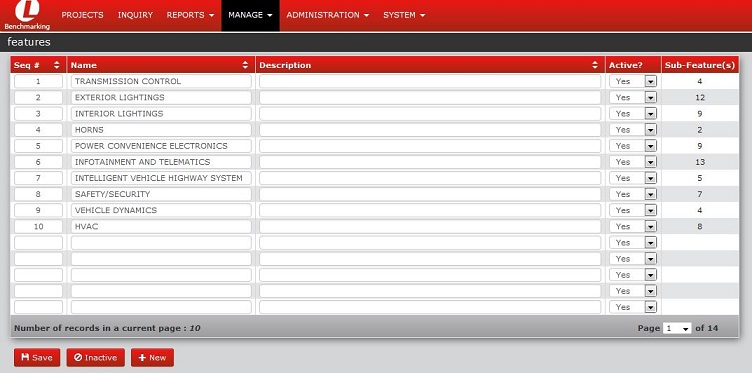 L
Benchmarking
PROJECTS INQUIRY REPORTS MANAGE ADMINISTRATION SYSTEM
features
Seq # Name Description Active? Sub-Feature(s)
1 TRANSMISSION CONTROL Yes 4
2 EXTERIOR LIGHTINGS Yes 12
3 INTERIOR LIGHTINGS Yes 9
4 HORNS Yes 2
5 POWER CONVENIENCE ELECTRONICS Yes 9
6 INFOTAINMENT AND TELEMATICS Yes 13
7 INTELLIGENT VEHICLE HIGHWAY SYSTEM Yes 5
8 SAFETY/SECURITY Yes 7
9 VEHICLE DYNAMICS Yes 4
10 HVAC Yes 8
Yes
Yes
Yes
Yes
Yes
Number of records in a current page : 10 Page 1 of 14
Save Inactive New